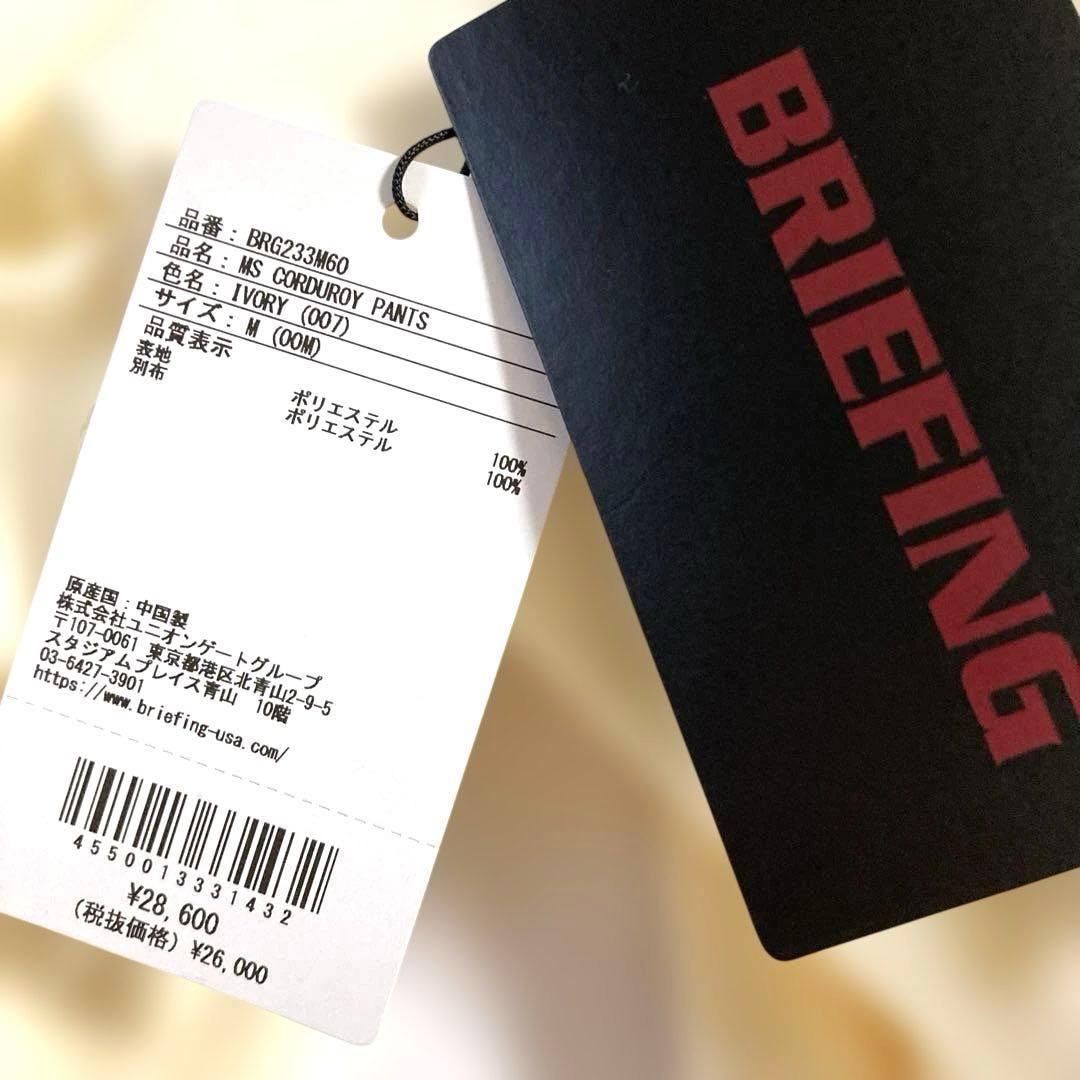 品番: BRG233M60
品名: MS CORDUROY PANTS
色名: IVORY (007)
サイズ: M (00M)
品質表示
表地 ポリエステル 100%
別布 ポリエステル 100%
原産国: 中国製
株式会社ユニオンゲートグループ
〒107-0061 東京都港区北青山2-9-5
スタジアムプレイス青山 10階
03-6427-3901
https://www.briefing-usa.com/
4550013331432
¥28,600
(税抜価格) ¥26,000
BRIEFING